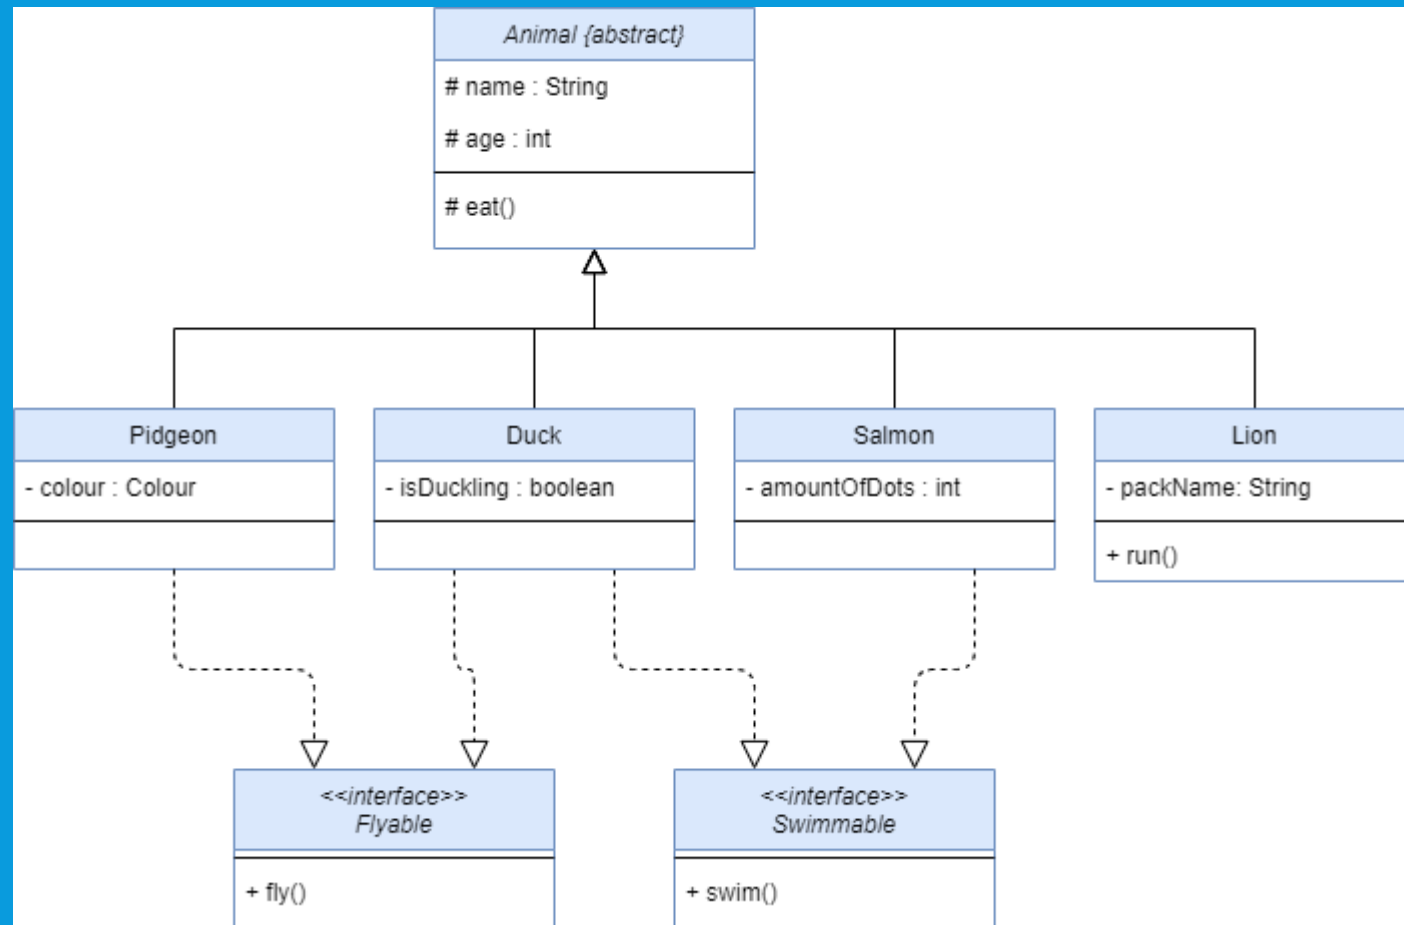 Animal {abstract}
# name : String
# age : int
# eat()
Pidgeon
- colour : Colour
Duck
- isDuckling : boolean
Salmon
- amountOfDots : int
Lion
- packName: String
+ run()
<<interface>>
Flyable
+ fly()
<<interface>>
Swimmable
+ swim()